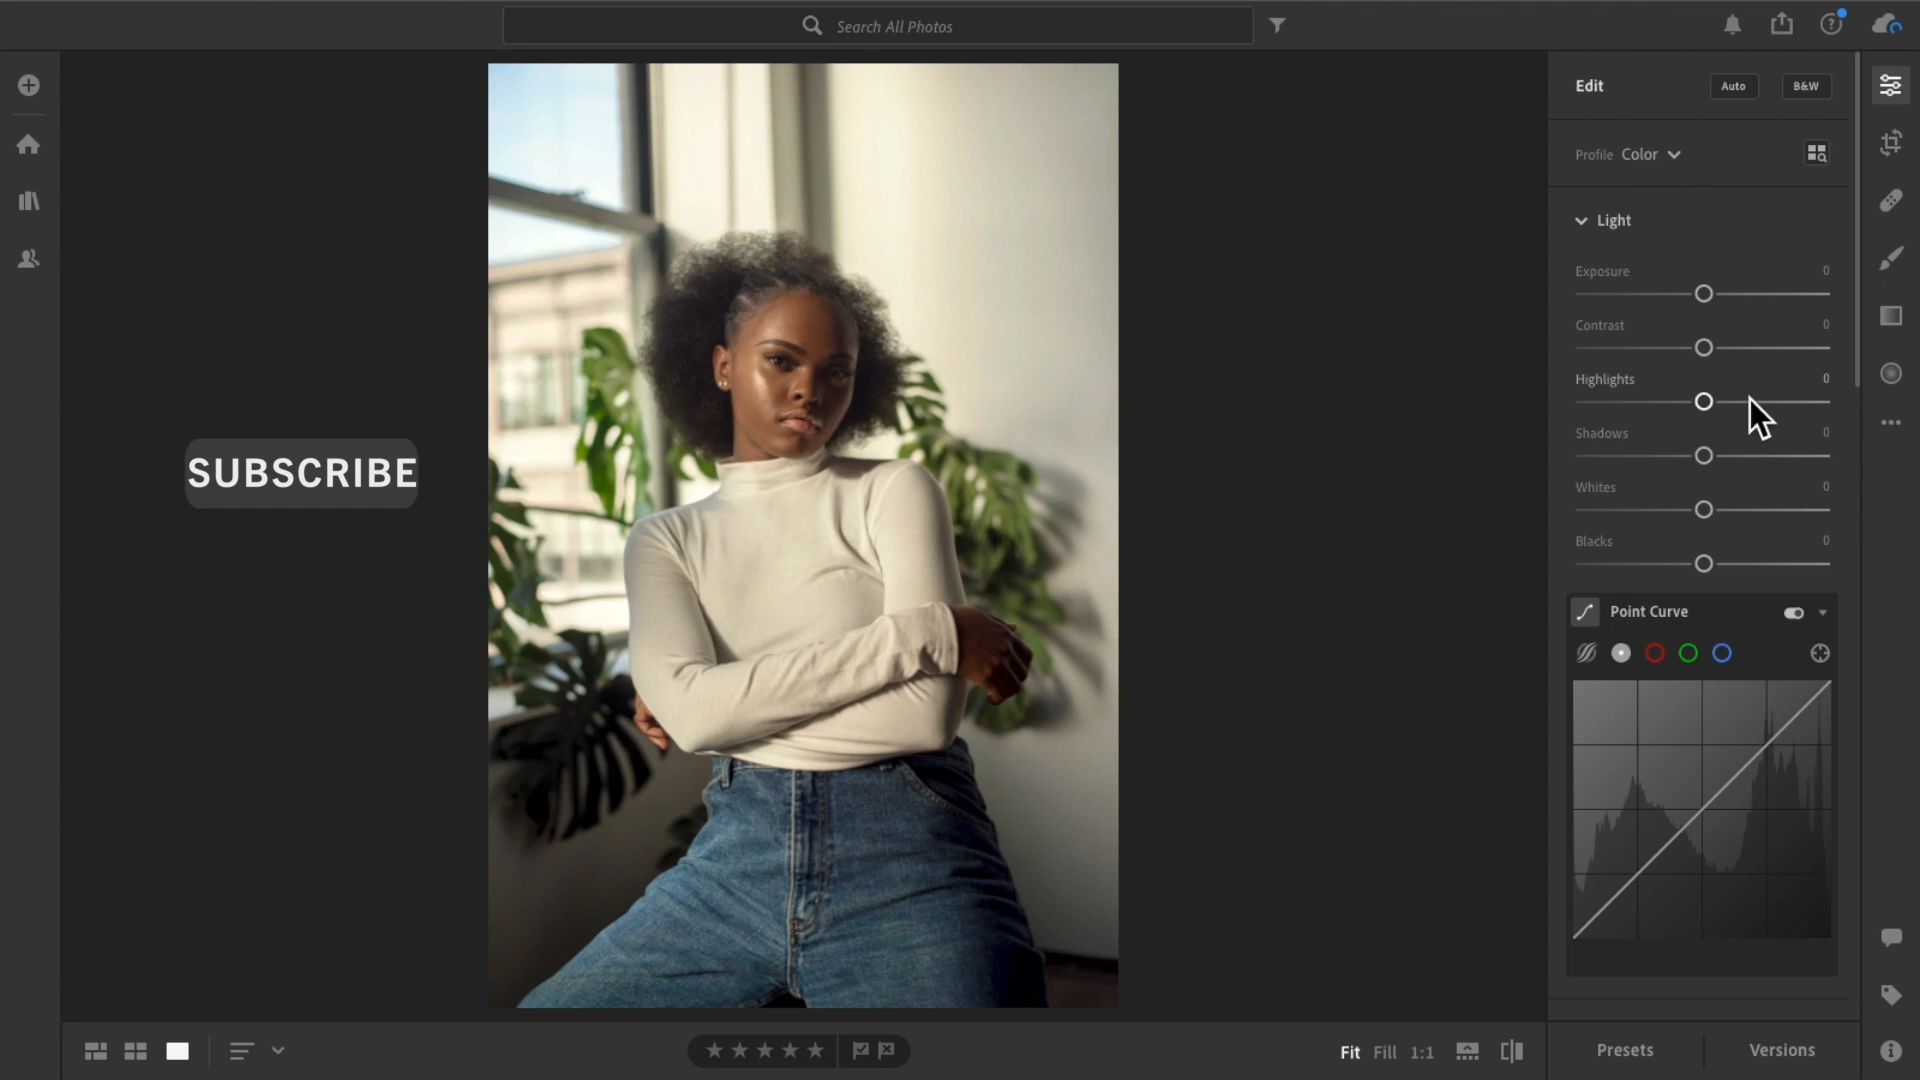 Search All Photos
Edit
Auto
B&W
Profile Color
Light
Exposure 0
Contrast 0
Highlights 0
Shadows 0
Whites 0
Blacks 0
Point Curve
SUBSCRIBE
Fit Fill 1:1
Presets
Versions